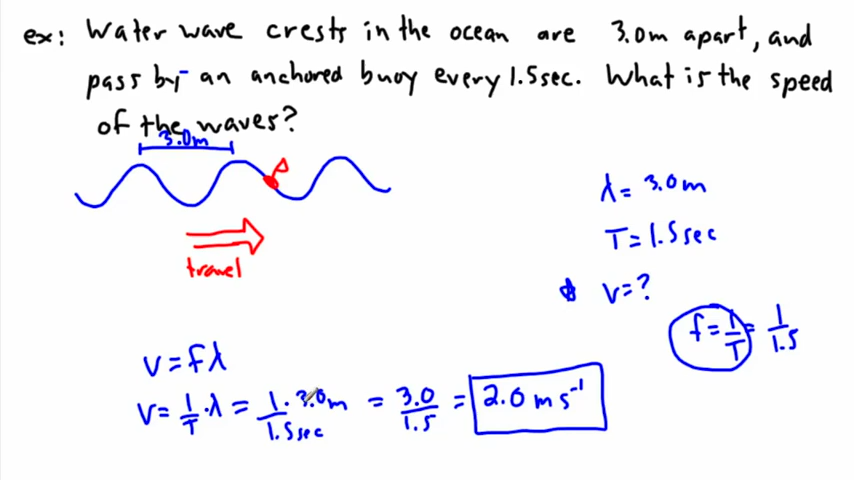 ex: Water wave crests in the ocean are 3.0m apart, and
pass by an anchored buoy every 1.5sec. What is the speed
of the waves?
3.0m
travel
λ = 3.0m
T = 1.5sec
v = ?
f = 1/T = 1/1.5
v = fλ
v = 1/T · λ = 1 · 3.0m / 1.5sec = 3.0/1.5 = 2.0 m s⁻¹